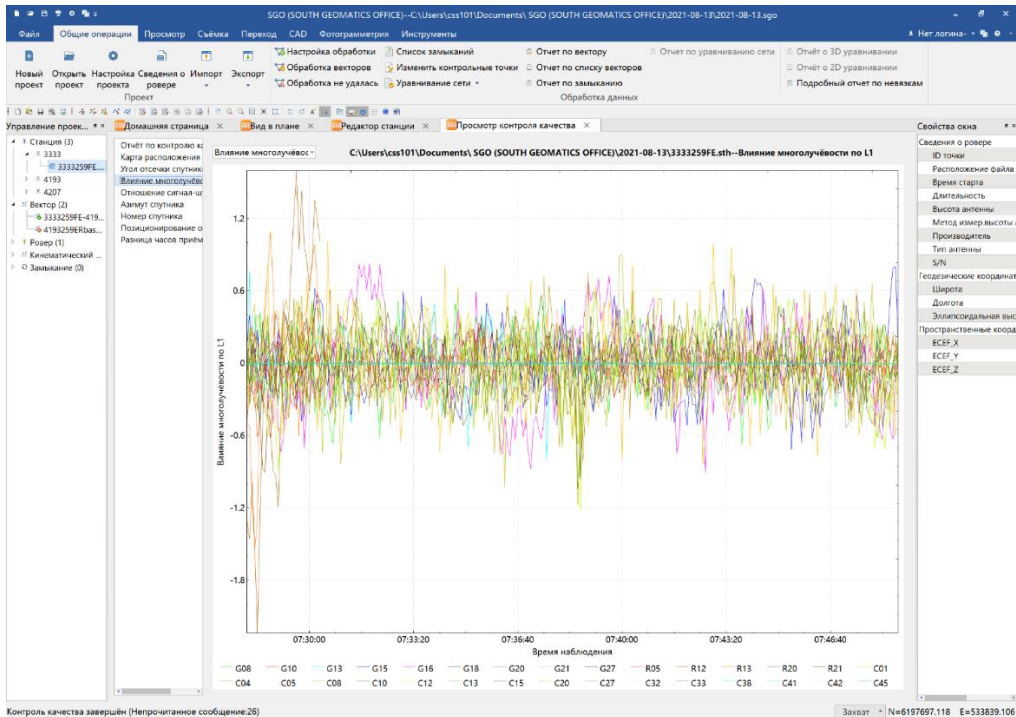 SGO (SOUTH GEOMATICS OFFICE)--C:\Users\css101\Documents\ SGO (SOUTH GEOMATICS OFFICE)\2021-08-13\2021-08-13.sgo
Файл Общие операции Просмотр Съёмка Переход CAD Фотограмметрия Инструменты Нет логина-
Настройка обработки Список замыканий Отчет по вектору Отчет по уравниванию сети Отчёт о 3D уравнивании
Обработка векторов Изменить контрольные точки Отчет по списку векторов Отчёт о 2D уравнивании
Новый проект Открыть проект Настройка проекта Сведения о ровере Импорт Экспорт
Обработка не удалась Уравнивание сети Отчет по замыканию Подробный отчет по невязкам
Проект Обработка данных
Управление проек... Домашняя страница Вид в плане Редактор станции Просмотр контроля качества Свойства окна
Станция (3)
3333
3333259FE...
4193
4207
Вектор (2)
3333259FE-419...
4193259ERbas...
Ровер (1)
Кинематический ...
Замыкание (0)
Отчёт по контролю ка
Карта расположения
Угол отсечки спутник
Влияние многолучёво
Отношение сигнал-ш
Азимут спутника
Номер спутника
Позиционирование о
Разница часов приём
Влияние многолучёвос
C:\Users\css101\Documents\ SGO (SOUTH GEOMATICS OFFICE)\2021-08-13\3333259FE.sth--Влияние многолучёвости по L1
Влияние многолучёвости по L1
1.2
0.6
0
-0.6
-1.2
-1.8
07:30:00 07:33:20 07:36:40 07:40:00 07:43:20 07:46:40
Время наблюдения
G08 G10 G13 G15 G16 G18 G20 G21 G27 R05 R12 R13 R20 R21 C01
C04 C05 C08 C10 C12 C13 C15 C20 C27 C32 C33 C38 C41 C42 C45
Сведения о ровере
ID точки
Расположение файла
Время старта
Длительность
Высота антенны
Метод измер.высоты а
Производитель
Тип антенны
S/N
Геодезические координат
Широта
Долгота
Эллипсоидальная выс
Пространственные коорд
ECEF_X
ECEF_Y
ECEF_Z
Контроль качества завершён (Непрочитанное сообщение:26) Захват N=6197697.118 E=533839.106